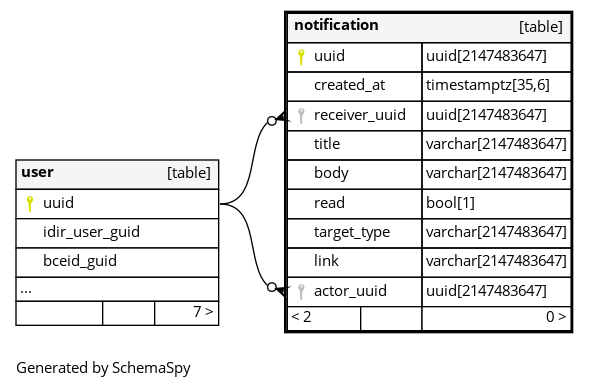 notification [table]
uuid uuid[2147483647]
created_at timestamptz[35,6]
receiver_uuid uuid[2147483647]
title varchar[2147483647]
body varchar[2147483647]
read bool[1]
target_type varchar[2147483647]
link varchar[2147483647]
actor_uuid uuid[2147483647]
< 2 0 >
user [table]
uuid
idir_user_guid
bceid_guid
...
7 >
Generated by SchemaSpy